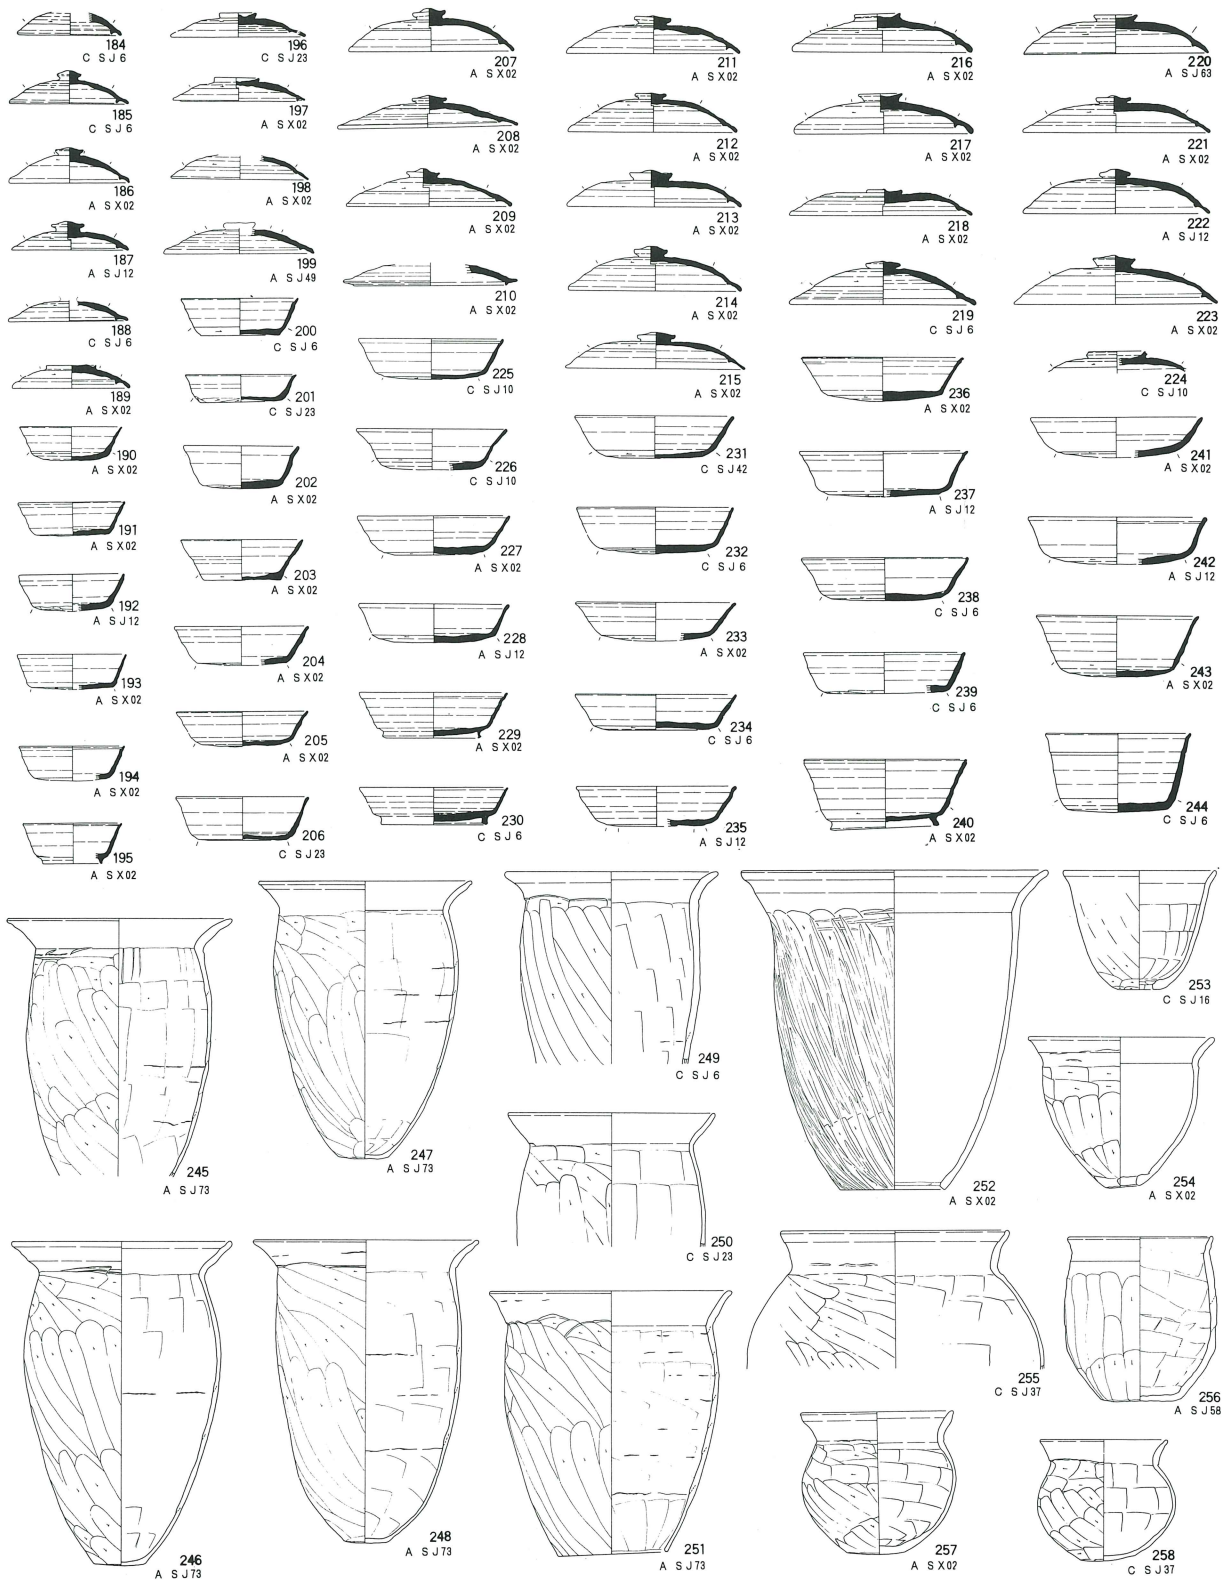 184
C SJ6
185
C SJ6
186
A SX02
187
A SJ12
188
C SJ6
189
A SX02
190
A SX02
191
A SX02
192
A SJ12
193
A SX02
194
A SX02
195
A SX02
196
C SJ23
197
A SX02
198
A SX02
199
A SJ49
200
C SJ6
201
C SJ23
202
A SX02
203
A SX02
204
A SX02
205
A SX02
206
C SJ23
207
A SX02
208
A SX02
209
A SX02
210
A SX02
225
C SJ10
226
C SJ10
227
A SX02
228
A SJ12
229
A SX02
230
C SJ6
211
A SX02
212
A SX02
213
A SX02
214
A SX02
215
A SX02
231
C SJ42
232
C SJ6
233
A SX02
234
C SJ6
235
A SJ12
216
A SX02
217
A SX02
218
A SX02
219
C SJ6
236
A SX02
237
A SJ12
238
C SJ6
239
C SJ6
240
A SX02
220
A SJ63
221
A SX02
222
A SJ12
223
A SX02
224
C SJ10
241
A SX02
242
A SJ12
243
A SX02
244
C SJ6
245
A SJ73
246
A SJ73
247
A SJ73
248
A SJ73
249
C SJ6
250
C SJ23
251
A SJ73
252
A SX02
253
C SJ16
254
A SX02
255
C SJ37
256
A SJ58
257
A SX02
258
C SJ37